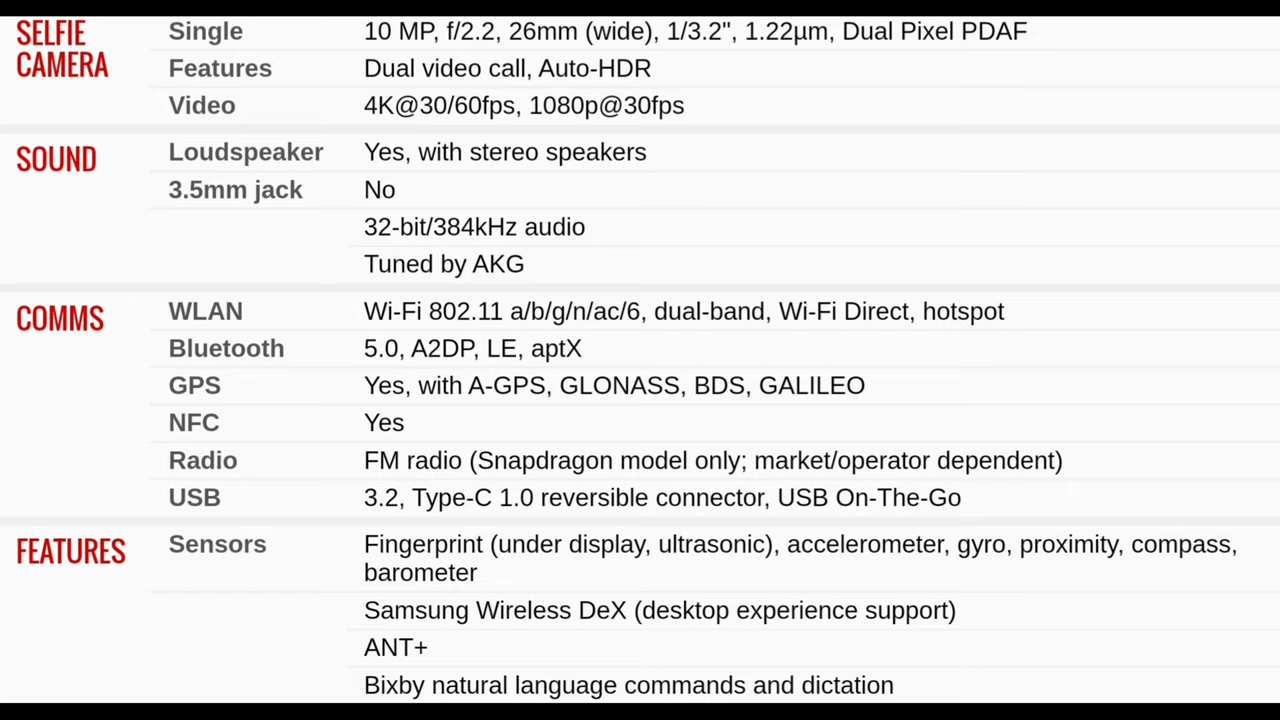 SELFIE CAMERA Single 10 MP, f/2.2, 26mm (wide), 1/3.2", 1.22µm, Dual Pixel PDAF
Features Dual video call, Auto-HDR
Video 4K@30/60fps, 1080p@30fps
SOUND Loudspeaker Yes, with stereo speakers
3.5mm jack No
32-bit/384kHz audio
Tuned by AKG
COMMS WLAN Wi-Fi 802.11 a/b/g/n/ac/6, dual-band, Wi-Fi Direct, hotspot
Bluetooth 5.0, A2DP, LE, aptX
GPS Yes, with A-GPS, GLONASS, BDS, GALILEO
NFC Yes
Radio FM radio (Snapdragon model only; market/operator dependent)
USB 3.2, Type-C 1.0 reversible connector, USB On-The-Go
FEATURES Sensors Fingerprint (under display, ultrasonic), accelerometer, gyro, proximity, compass,
barometer
Samsung Wireless DeX (desktop experience support)
ANT+
Bixby natural language commands and dictation